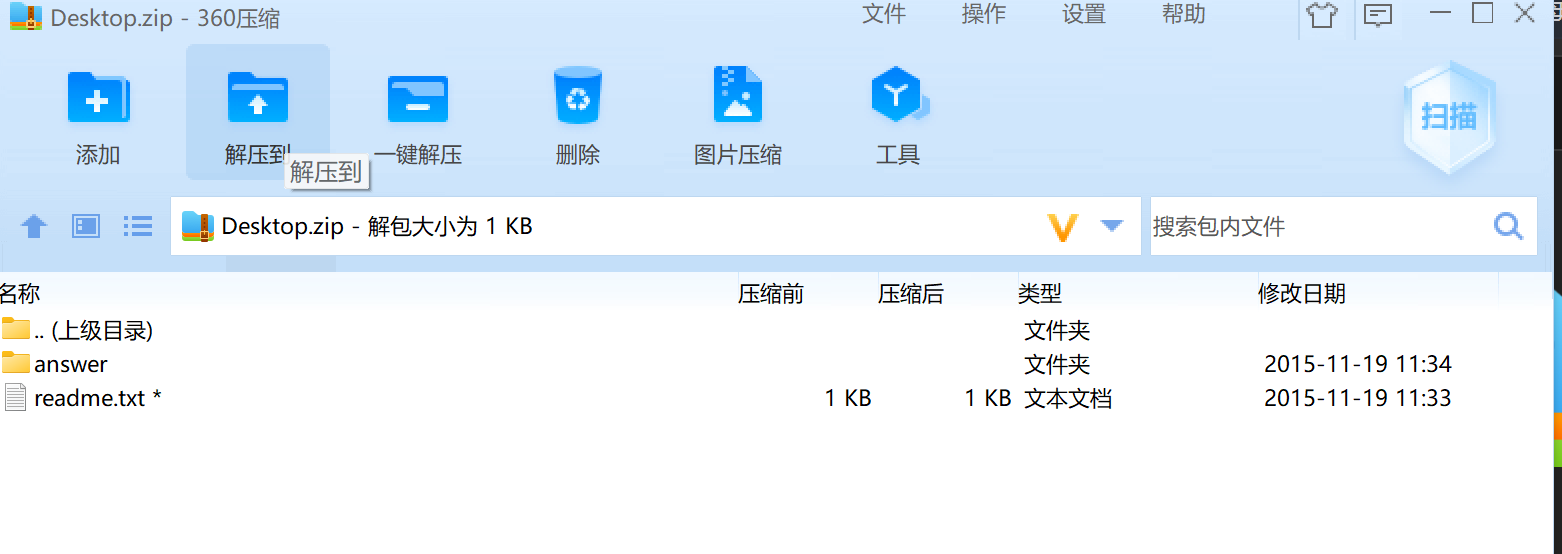 Desktop.zip - 360压缩 文件 操作 设置 帮助
添加 解压到 一键解压 删除 图片压缩 工具 扫描
解压到
Desktop.zip - 解包大小为 1 KB 搜索包内文件
名称 压缩前 压缩后 类型 修改日期
.. (上级目录) 文件夹
answer 文件夹 2015-11-19 11:34
readme.txt * 1 KB 1 KB 文本文档 2015-11-19 11:33